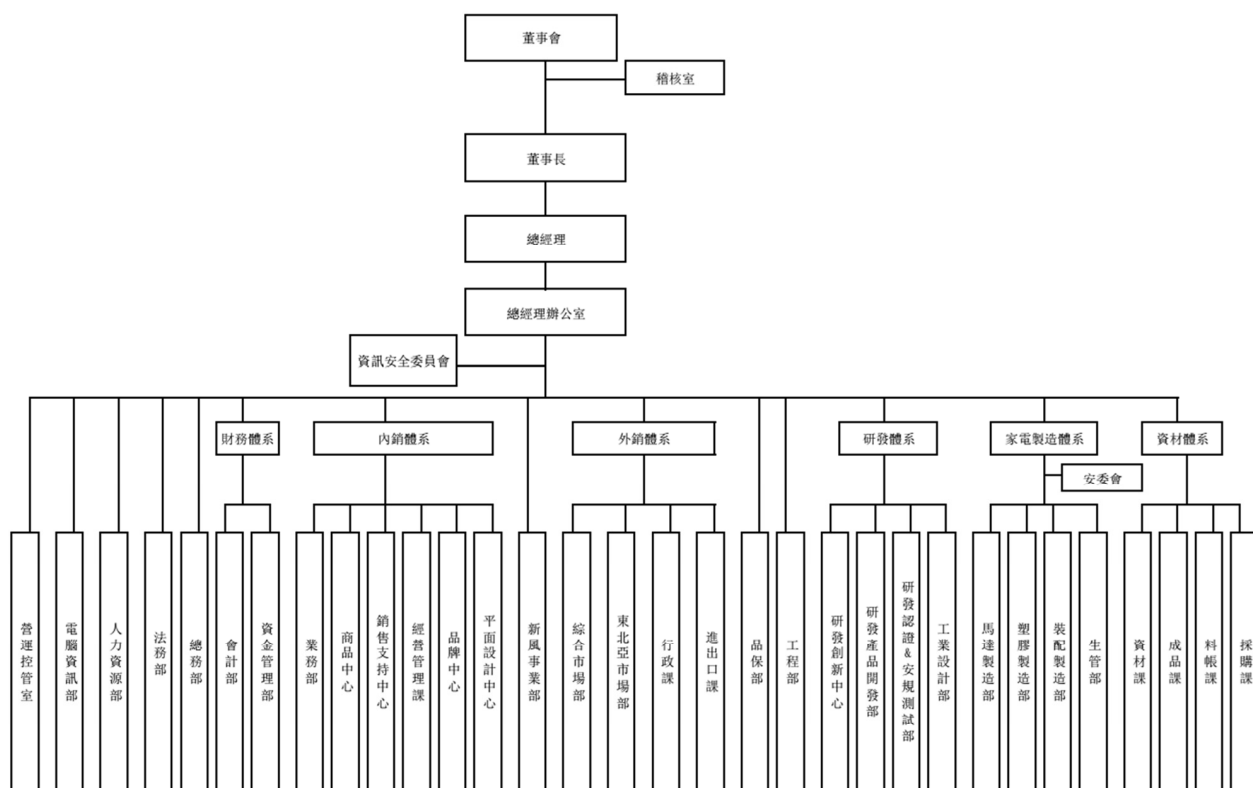 董事會
稽核室
董事長
總經理
總經理辦公室
資訊安全委員會
財務體系
內銷體系
外銷體系
研發體系
家電製造體系
資材體系
安委會
營運控管室
電腦資訊部
人力資源部
法務部
總務部
會計部
資金管理部
業務部
商品中心
銷售支持中心
經營管理課
品牌中心
平面設計中心
新風事業部
綜合市場部
東北亞市場部
行政課
進出口課
品保部
工程部
研發創新中心
研發產品開發部
研發認證&安規測試部
工業設計部
馬達製造部
塑膠製造部
裝配製造部
生管部
資材課
成品課
料帳課
採購課